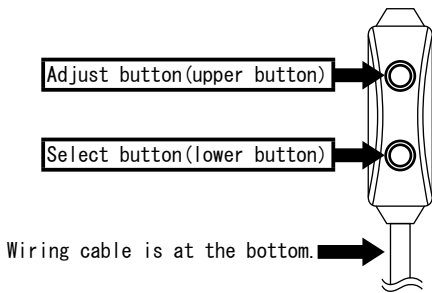 Adjust button(upper button)
Select button(lower button)
Wiring cable is at the bottom.